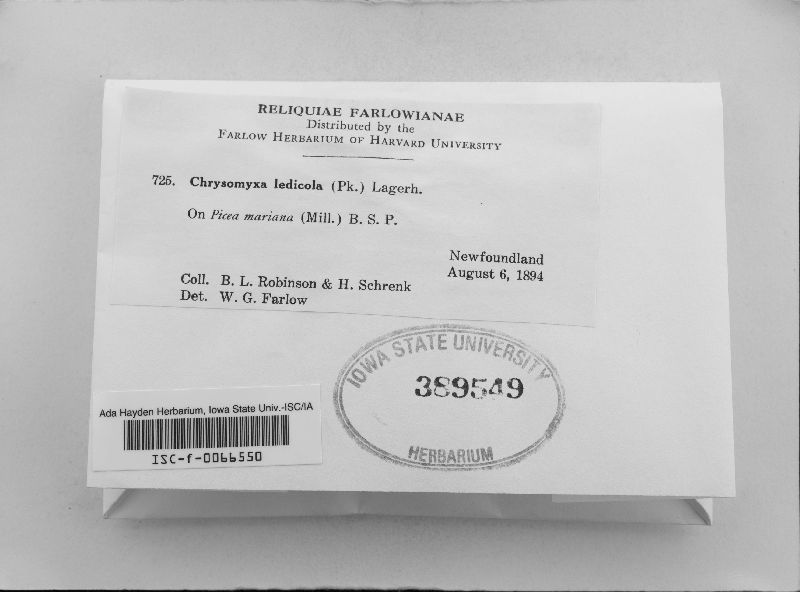 RELIQUIAE FARLOWIANAE
Distributed by the
FARLOW HERBARIUM OF HARVARD UNIVERSITY
725. Chrysomyxa ledicola (Pk.) Lagerh.
On Picea mariana (Mill.) B. S. P.
Newfoundland
August 6, 1894
Coll. B. L. Robinson & H. Schrenk
Det. W. G. Farlow
IOWA STATE UNIVERSITY
389549
HERBARIUM
Ada Hayden Herbarium, Iowa State Univ.-ISC/IA
ISC-f-0066550